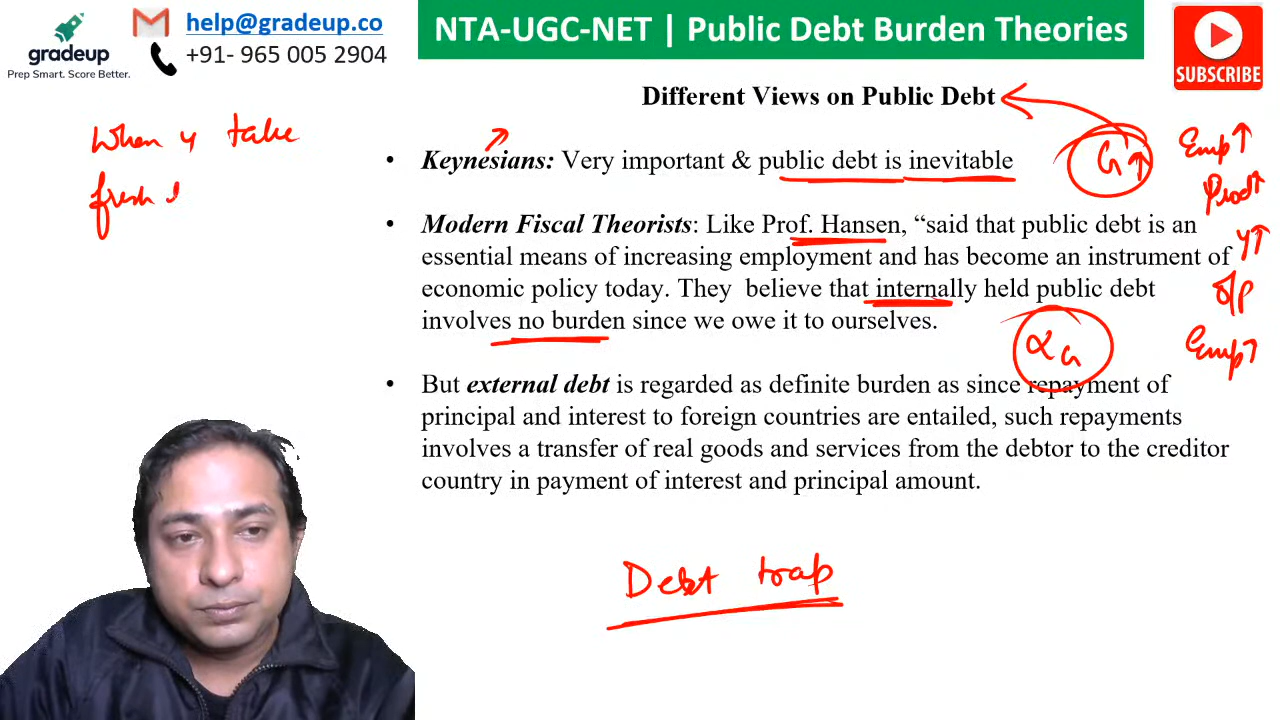 gradeup
Prep Smart. Score Better.
help@gradeup.co
+91- 965 005 2904
NTA-UGC-NET | Public Debt Burden Theories
SUBSCRIBE
Different Views on Public Debt
When y take
fresh
• Keynesians: Very important & public debt is inevitable
G↑
Emp↑
Prod↑
y↑
O/P
Emp↑
• Modern Fiscal Theorists: Like Prof. Hansen, “said that public debt is an
essential means of increasing employment and has become an instrument of
economic policy today. They believe that internally held public debt
involves no burden since we owe it to ourselves.
• But external debt is regarded as definite burden as since repayment of
principal and interest to foreign countries are entailed, such repayments
involves a transfer of real goods and services from the debtor to the creditor
country in payment of interest and principal amount.
Debt trap